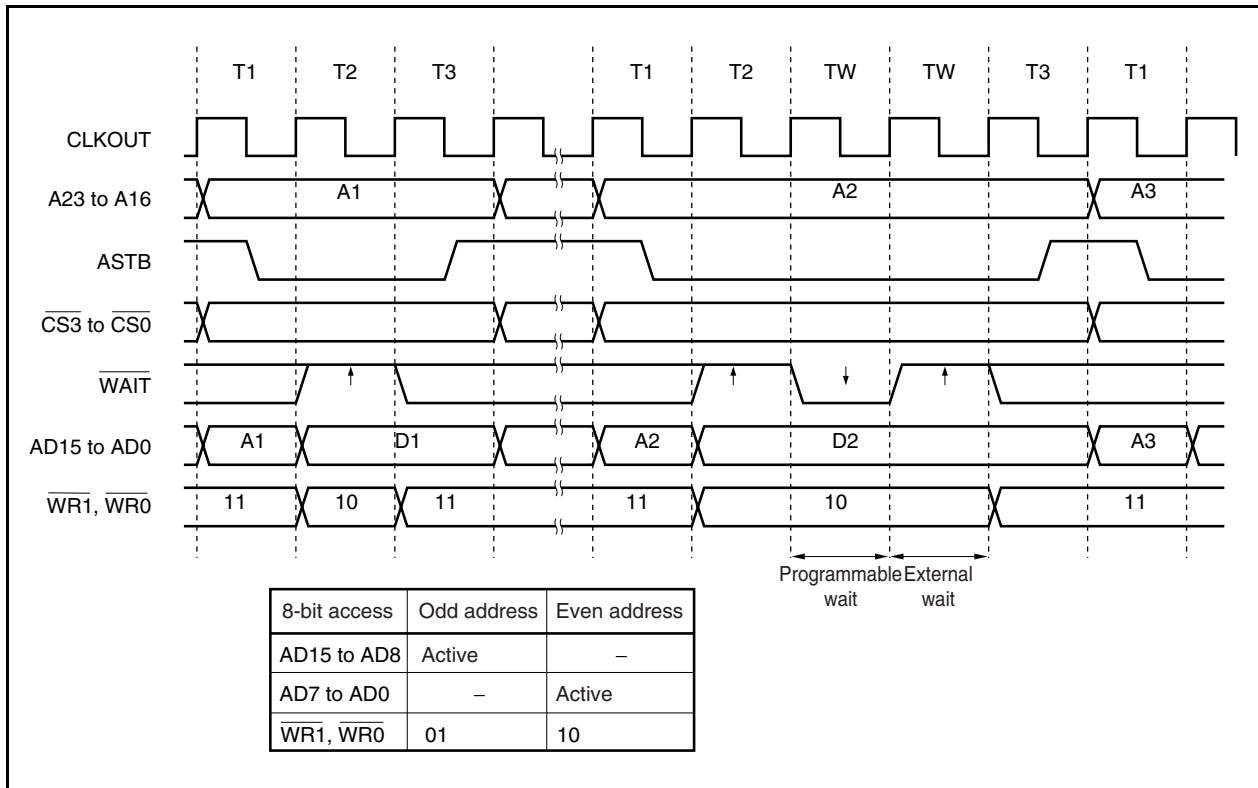 T1 T2 T3 T1 T2 TW TW T3 T1
CLKOUT
A23 to A16 A1 A2 A3
ASTB
CS3 to CS0
WAIT
AD15 to AD0 A1 D1 A2 D2 A3
WR1, WR0 11 10 11 11 10 11
Programmable External
wait wait
8-bit access Odd address Even address
AD15 to AD8 Active –
AD7 to AD0 – Active
WR1, WR0 01 10